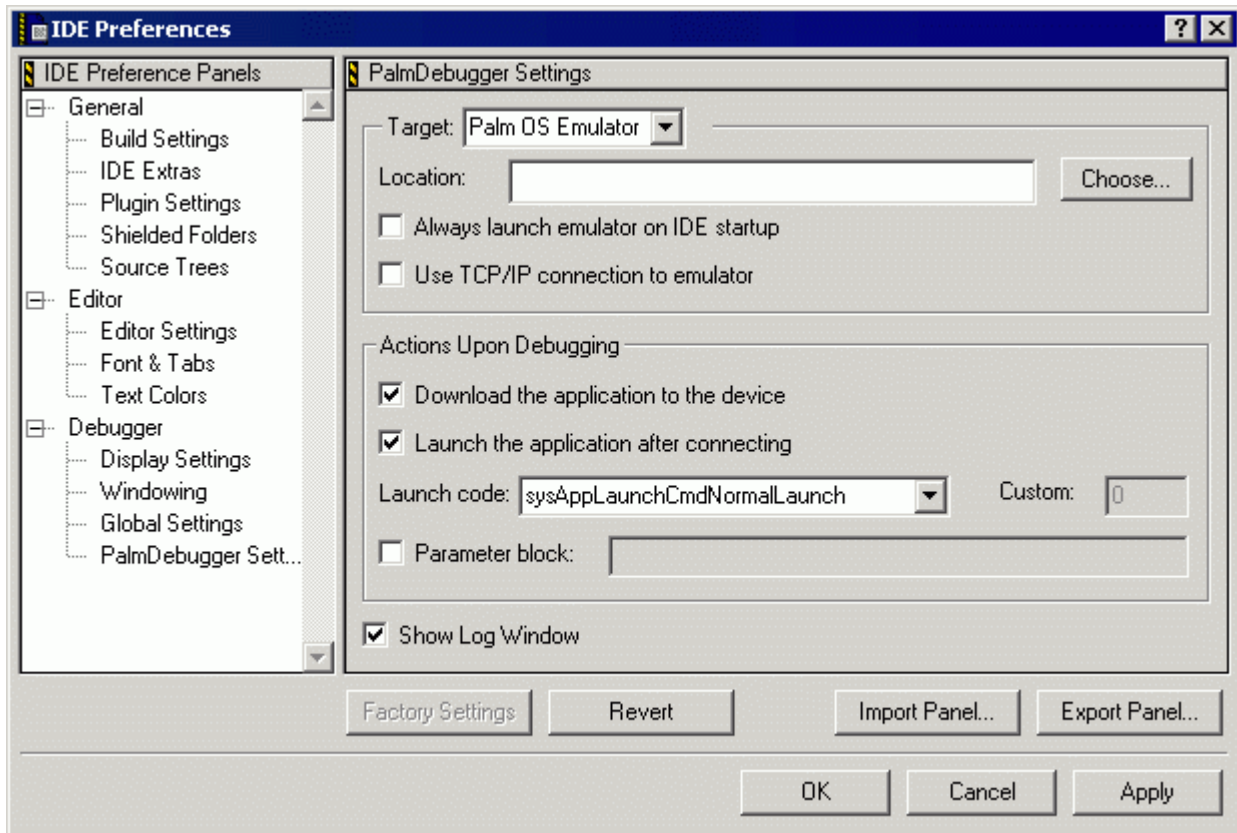 IDE Preferences
IDE Preference Panels
General
Build Settings
IDE Extras
Plugin Settings
Shielded Folders
Source Trees
Editor
Editor Settings
Font & Tabs
Text Colors
Debugger
Display Settings
Windowing
Global Settings
PalmDebugger Sett...
PalmDebugger Settings
Target: Palm OS Emulator
Location: Choose...
Always launch emulator on IDE startup
Use TCP/IP connection to emulator
Actions Upon Debugging
Download the application to the device
Launch the application after connecting
Launch code: sysAppLaunchCmdNormalLaunch Custom: 0
Parameter block:
Show Log Window
Factory Settings Revert Import Panel... Export Panel...
OK Cancel Apply